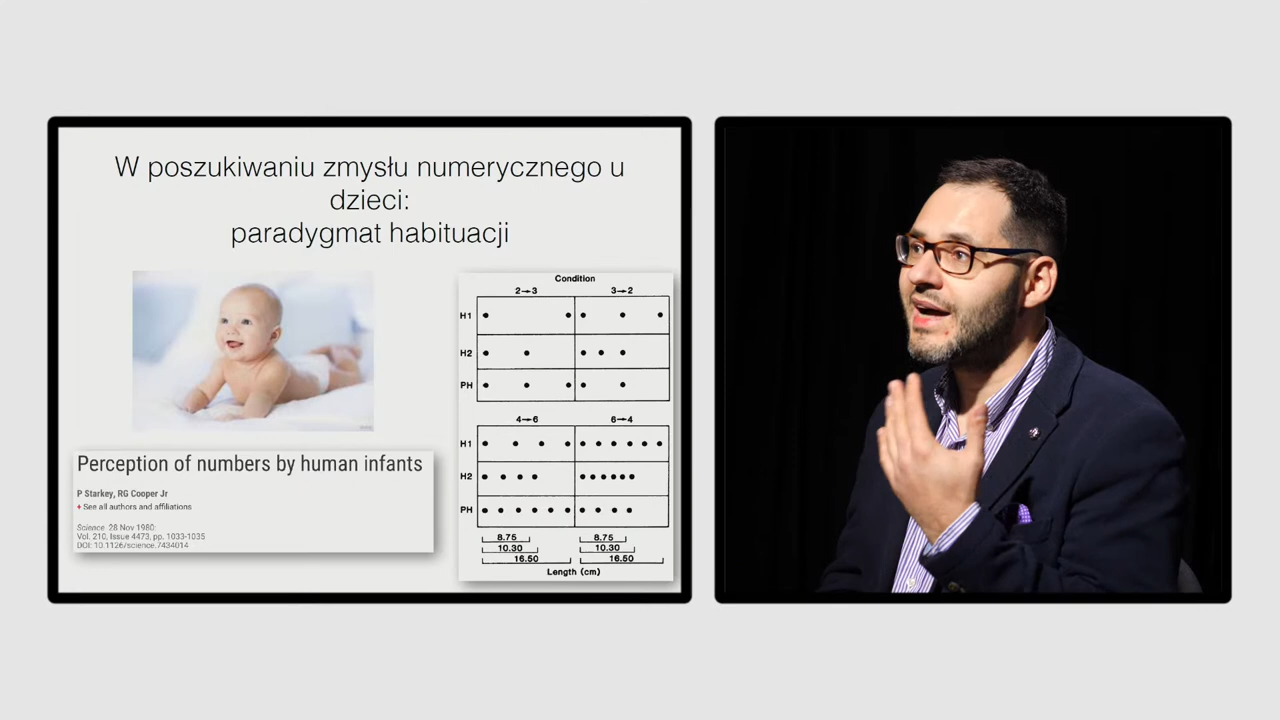 W poszukiwaniu zmysłu numerycznego u
dzieci:
paradygmat habituacji
Perception of numbers by human infants
P Starkey, RG Cooper Jr
+ See all authors and affiliations
Science 28 Nov 1980:
Vol. 210, Issue 4473, pp. 1033-1035
DOI: 10.1126/science.7434014
Condition
2→3 3→2
H1
H2
PH
4→6 6→4
H1
H2
PH
8.75 8.75
10.30 10.30
16.50 16.50
Length (cm)